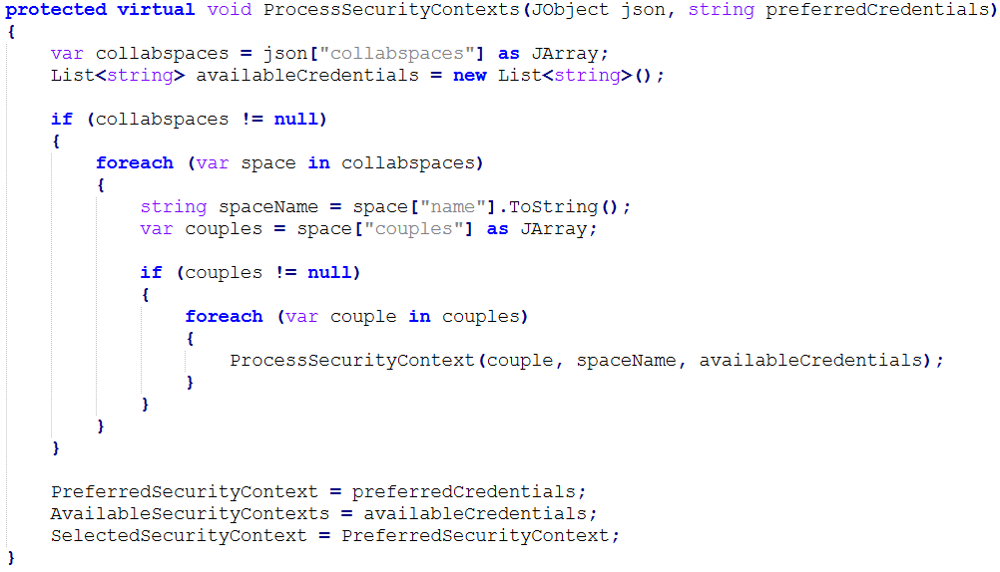 protected virtual void ProcessSecurityContexts(JObject json, string preferredCredentials)
{
    var collabspaces = json["collabspaces"] as JArray;
    List<string> availableCredentials = new List<string>();

    if (collabspaces != null)
    {
        foreach (var space in collabspaces)
        {
            string spaceName = space["name"].ToString();
            var couples = space["couples"] as JArray;

            if (couples != null)
            {
                foreach (var couple in couples)
                {
                    ProcessSecurityContext(couple, spaceName, availableCredentials);
                }
            }
        }
    }

    PreferredSecurityContext = preferredCredentials;
    AvailableSecurityContexts = availableCredentials;
    SelectedSecurityContext = PreferredSecurityContext;
}